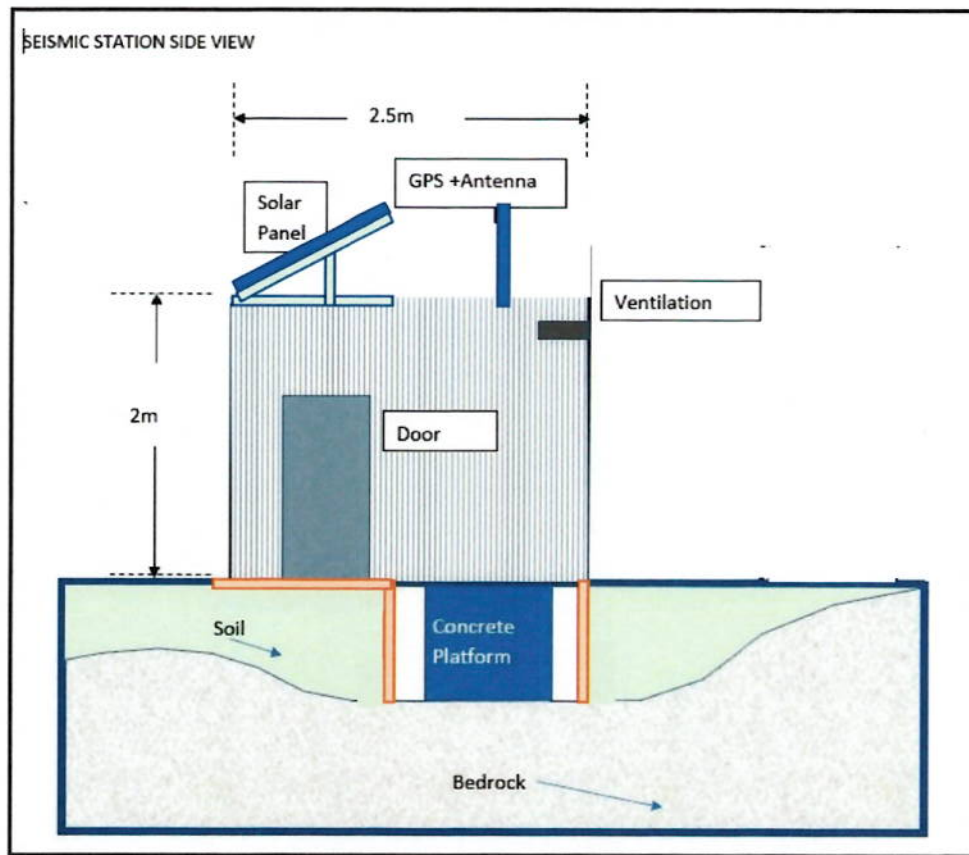 SEISMIC STATION SIDE VIEW
2.5m
GPS +Antenna
Solar
Panel
Ventilation
2m
Door
Soil
Concrete
Platform
Bedrock